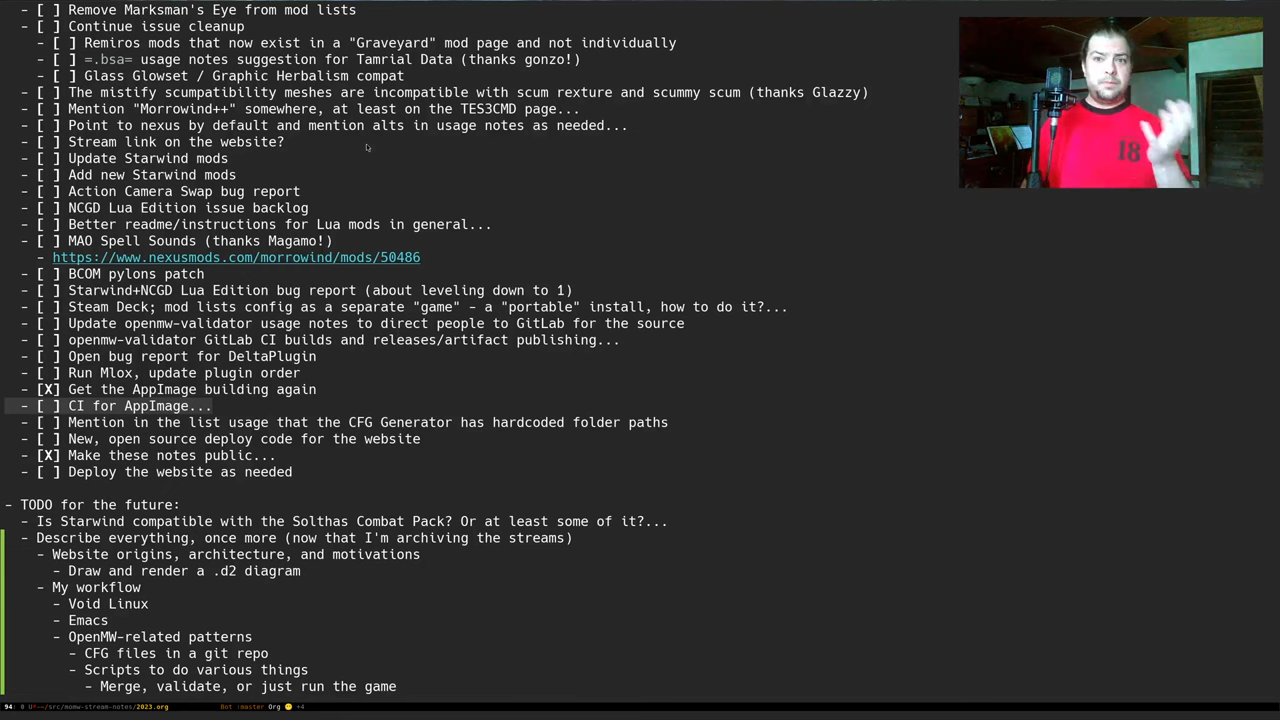 - [ ] Remove Marksman's Eye from mod lists
- [ ] Continue issue cleanup
- [ ] Remiros mods that now exist in a "Graveyard" mod page and not individually
- [ ] =.bsa= usage notes suggestion for Tamrial Data (thanks gonzo!)
- [ ] Glass Glowset / Graphic Herbalism compat
- [ ] The mistify scumpatibility meshes are incompatible with scum rexture and scummy scum (thanks Glazzy)
- [ ] Mention "Morrowind++" somewhere, at least on the TES3CMD page...
- [ ] Point to nexus by default and mention alts in usage notes as needed...
- [ ] Stream link on the website?
- [ ] Update Starwind mods
- [ ] Add new Starwind mods
- [ ] Action Camera Swap bug report
- [ ] NCGD Lua Edition issue backlog
- [ ] Better readme/instructions for Lua mods in general...
- [ ] MAO Spell Sounds (thanks Magamo!)
- https://www.nexusmods.com/morrowind/mods/50486
- [ ] BCOM pylons patch
- [ ] Starwind+NCGD Lua Edition bug report (about leveling down to 1)
- [ ] Steam Deck; mod lists config as a separate "game" - a "portable" install, how to do it?...
- [ ] Update openmw-validator usage notes to direct people to GitLab for the source
- [ ] openmw-validator GitLab CI builds and releases/artifact publishing...
- [ ] Open bug report for DeltaPlugin
- [ ] Run Mlox, update plugin order
- [X] Get the AppImage building again
- [ ] CI for AppImage...
- [ ] Mention in the list usage that the CFG Generator has hardcoded folder paths
- [ ] New, open source deploy code for the website
- [X] Make these notes public...
- [ ] Deploy the website as needed
- TODO for the future:
- Is Starwind compatible with the Solthas Combat Pack? Or at least some of it?...
- Describe everything, once more (now that I'm archiving the streams)
- Website origins, architecture, and motivations
- Draw and render a .d2 diagram
- My workflow
- Void Linux
- Emacs
- OpenMW-related patterns
- CFG files in a git repo
- Scripts to do various things
- Merge, validate, or just run the game
18
94: 0 U*-~/src/momw-stream-notes/2023.org Bot :master Org +4